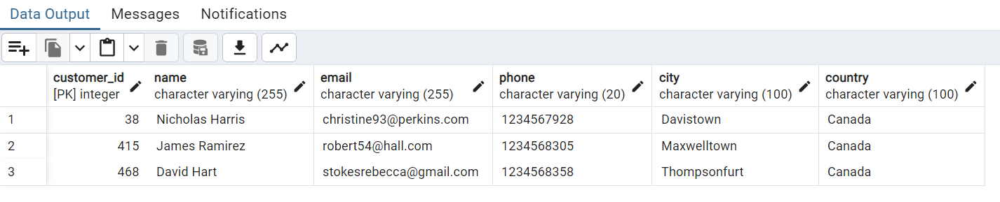 Data Output Messages Notifications
customer_id name email phone city country
[PK] integer character varying (255) character varying (255) character varying (20) character varying (100) character varying (100)
1 38 Nicholas Harris christine93@perkins.com 1234567928 Davistown Canada
2 415 James Ramirez robert54@hall.com 1234568305 Maxwelltown Canada
3 468 David Hart stokesrebecca@gmail.com 1234568358 Thompsonfurt Canada